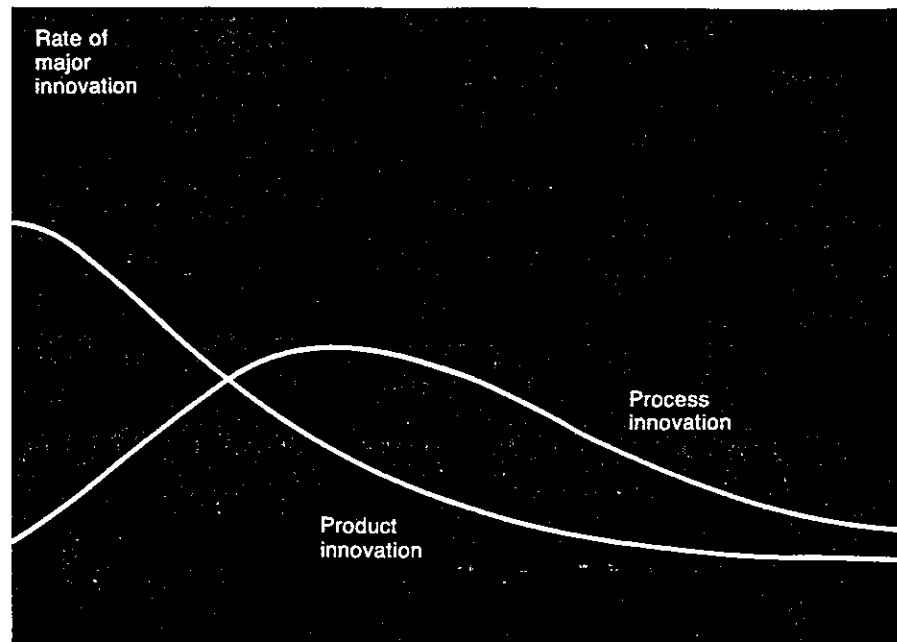 Rate of
major
innovation
Process
innovation
Product
innovation